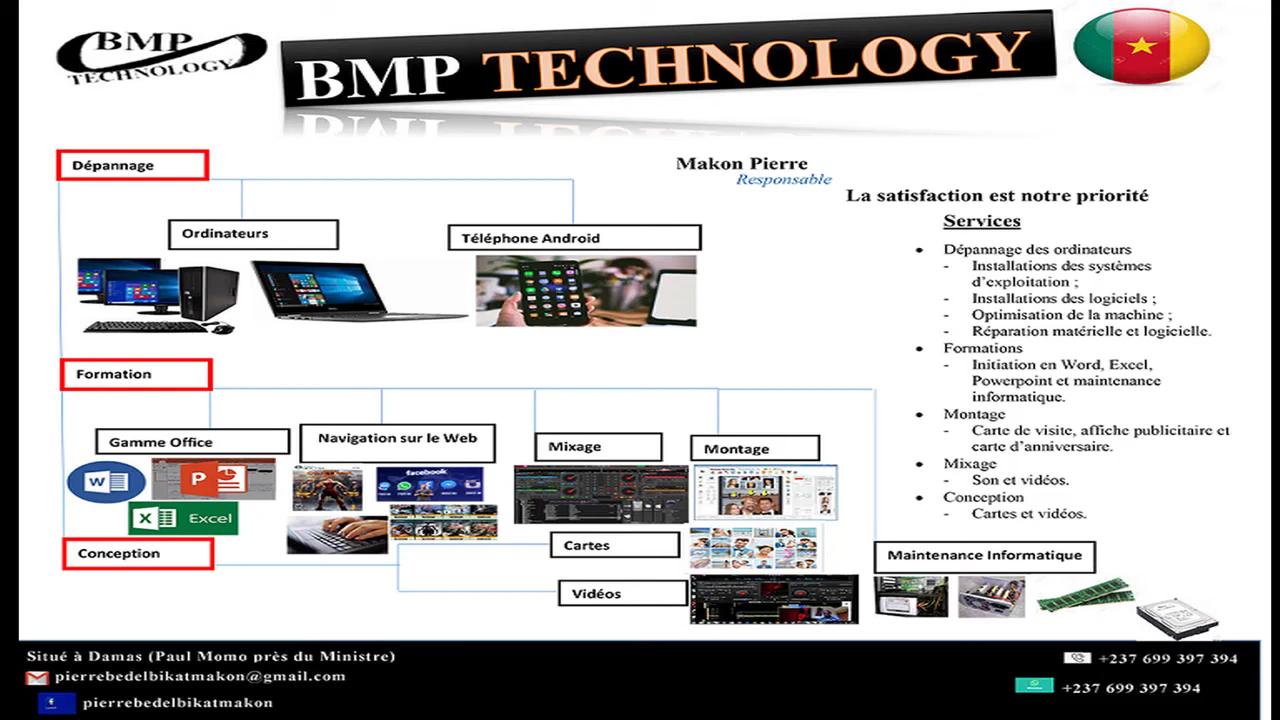 BMP
TECHNOLOGY
BMP TECHNOLOGY
Dépannage
Makon Pierre
Responsable
La satisfaction est notre priorité
Services
Ordinateurs
Téléphone Android
Dépannage des ordinateurs
- Installations des systèmes
d'exploitation ;
- Installations des logiciels ;
- Optimisation de la machine ;
- Réparation matérielle et logicielle.
Formations
- Initiation en Word, Excel,
Powerpoint et maintenance
informatique.
Montage
- Carte de visite, affiche publicitaire et
carte d'anniversaire.
Mixage
- Son et vidéos.
Conception
- Cartes et vidéos.
Formation
Gamme Office
Navigation sur le Web
Mixage
Montage
W
P
X
Excel
facebook
Conception
Cartes
Vidéos
Maintenance Informatique
Situé à Damas (Paul Momo près du Ministre)
pierrebedelbikatmakon@gmail.com
pierrebedelbikatmakon
+237 699 397 394
+237 699 397 394